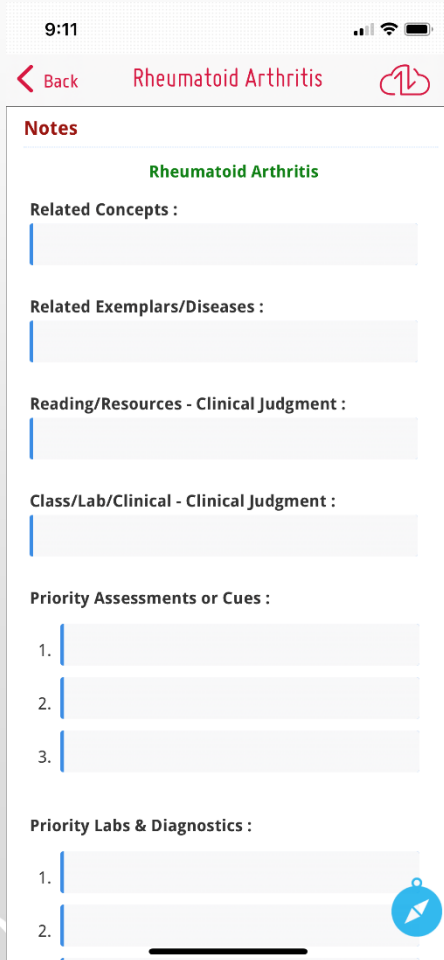 9:11
Back
Rheumatoid Arthritis
Notes
Rheumatoid Arthritis
Related Concepts :
Related Exemplars/Diseases :
Reading/Resources - Clinical Judgment :
Class/Lab/Clinical - Clinical Judgment :
Priority Assessments or Cues :
1.
2.
3.
Priority Labs & Diagnostics :
1.
2.